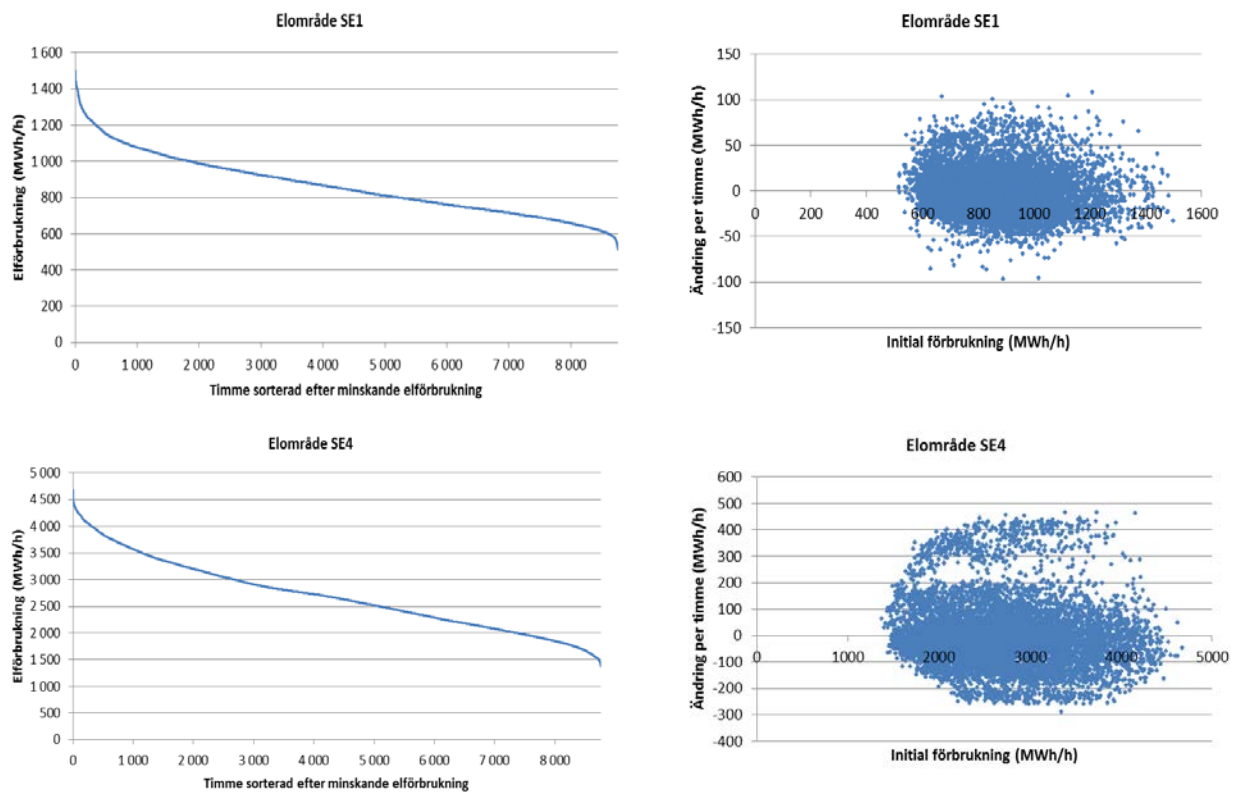 Elområde SE1
Elförbrukning (MWh/h)
1 600
1 400
1 200
1 000
800
600
400
200
0
0 1 000 2 000 3 000 4 000 5 000 6 000 7 000 8 000
Timme sorterad efter minskande elförbrukning
Elområde SE1
Ändring per timme (MWh/h)
150
100
50
0
-50
-100
-150
0 200 400 600 800 1000 1200 1400 1600
Initial förbrukning (MWh/h)
Elområde SE4
Elförbrukning (MWh/h)
5 000
4 500
4 000
3 500
3 000
2 500
2 000
1 500
1 000
500
0
0 1 000 2 000 3 000 4 000 5 000 6 000 7 000 8 000
Timme sorterad efter minskande elförbrukning
Elområde SE4
Ändring per timme (MWh/h)
600
500
400
300
200
100
0
-100
-200
-300
-400
0 1000 2000 3000 4000 5000
Initial förbrukning (MWh/h)